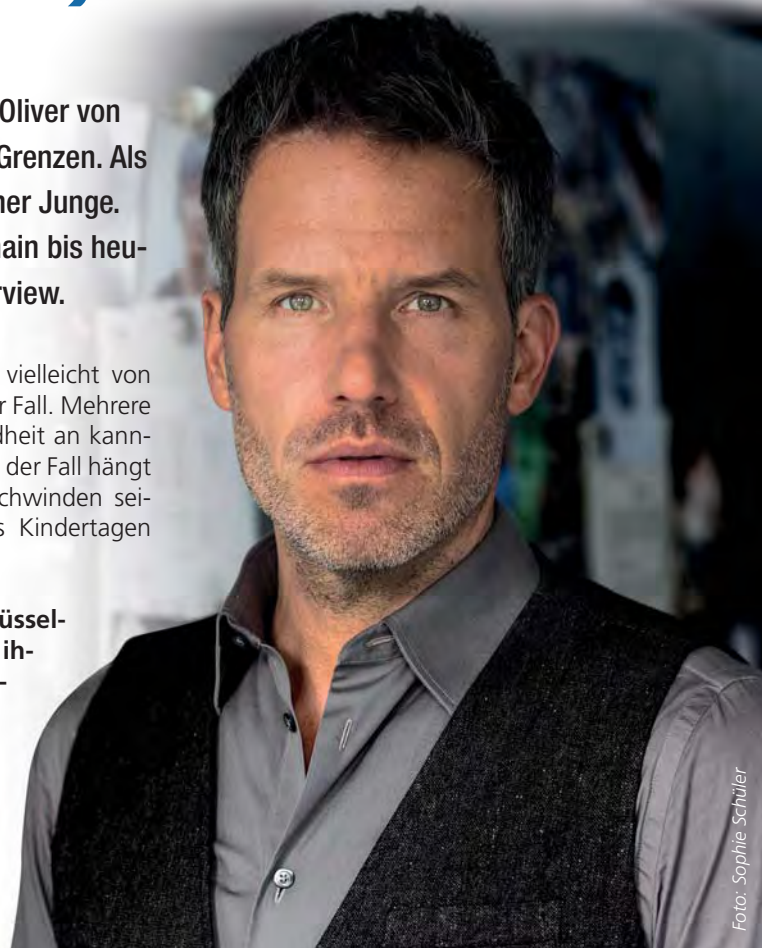 Oliver von
Grenzen. Als
ner Junge.
nain bis heu-
rview.
vielleicht von
r Fall. Mehrere
dheit an kann-
der Fall hängt
chwinden sei-
s Kindertagen
üssel-
ih-
-
Foto: Sophie Schüler